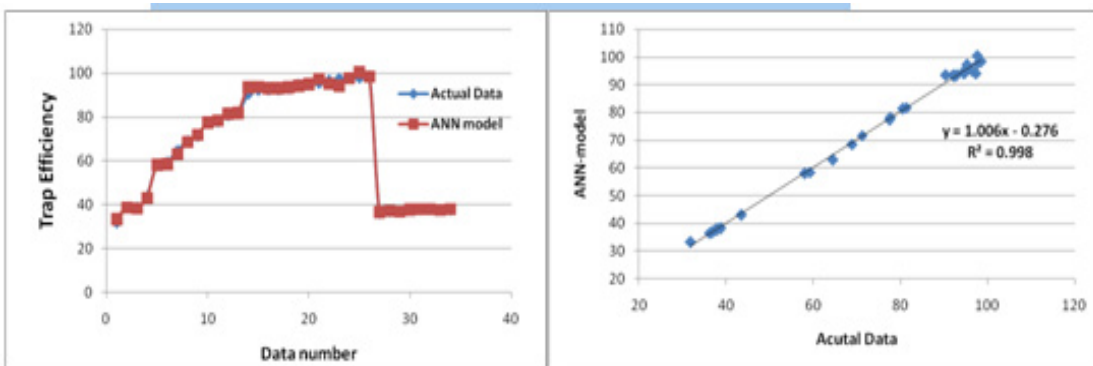 120
100
80
60
40
20
0
Trap Efficiency
Actual Data
ANN model
0 10 20 30 40
Data number
110
100
90
80
70
60
50
40
30
20
ANN-model
y = 1.006x - 0.276
R² = 0.998
20 40 60 80 100 120
Acutal Data